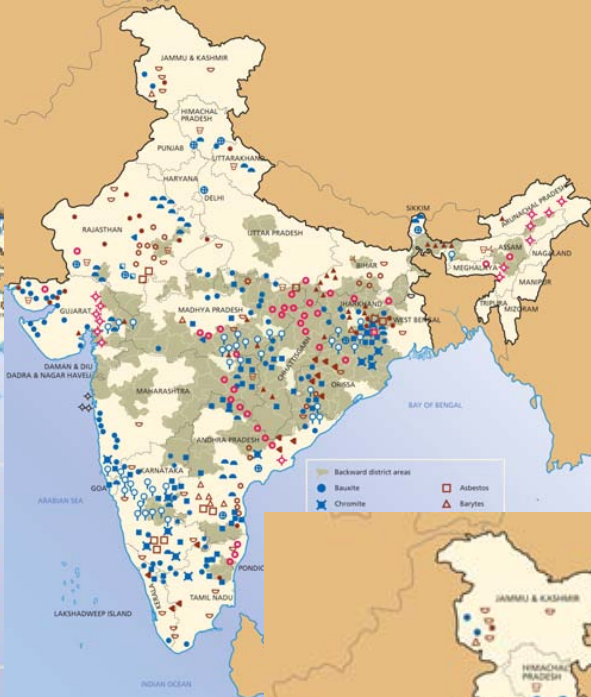 JAMMU & KASHMIR
HIMACHAL
PRADESH
PUNJAB
UTTARAKHAND
HARYANA
DELHI
SIKKIM
ARUNACHAL PRADESH
RAJASTHAN
UTTAR PRADESH
ASSAM
NAGALAND
BIHAR
MEGHALAYA
MANIPUR
TRIPURA
MIZORAM
GUJARAT
MADHYA PRADESH
JHARKHAND
WEST BENGAL
CHHATTISGARH
DAMAN & DIU
DADRA & NAGAR HAVELI
MAHARASHTRA
ORISSA
BAY OF BENGAL
ANDHRA PRADESH
KARNATAKA
GOA
ARABIAN SEA
Backward district areas
Bauxite
Asbestos
Chromite
Barytes
PONDIC
KERALA
TAMIL NADU
LAKSHADWEEP ISLAND
INDIAN OCEAN
JAMMU & KASHMIR
HIMACHAL
PRADESH